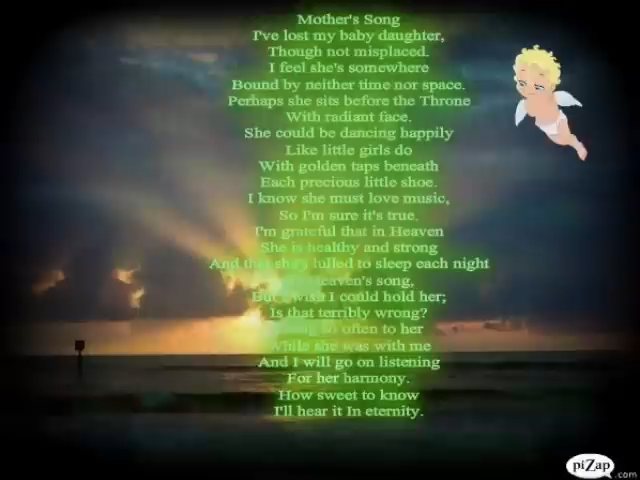 Mother's Song
I've lost my baby daughter,
Though not misplaced.
I feel she's somewhere
Bound by neither time nor space.
Perhaps she sits before the Throne
With radiant face.
She could be dancing happily
Like little girls do
With golden taps beneath
Each precious little shoe.
I know she must love music,
So I'm sure it's true.
I'm grateful that in Heaven
She is healthy and strong
And that she's lulled to sleep each night
heaven's song,
But I wish I could hold her;
Is that terribly wrong?
so often to her
While she was with me
And I will go on listening
For her harmony.
How sweet to know
I'll hear it In eternity.
piZap.com